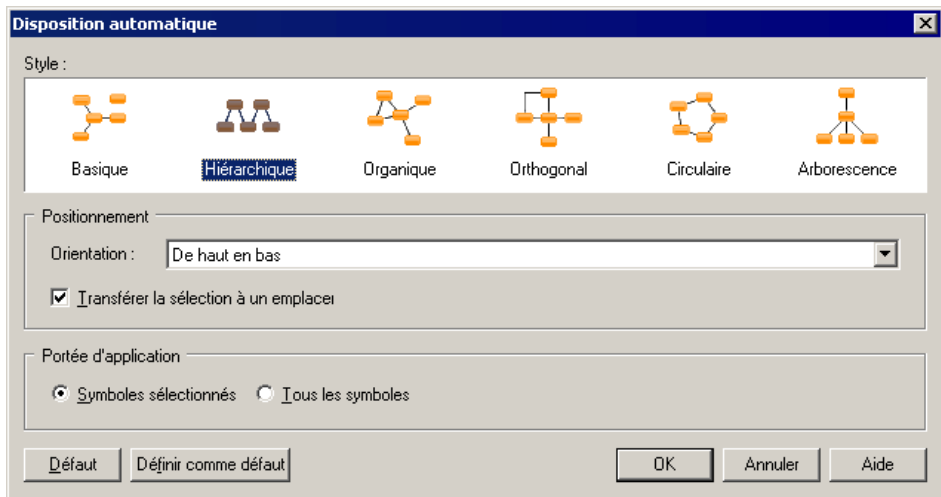 Disposition automatique
Style :
Basique Hiérarchique Organique Orthogonal Circulaire Arborescence
Positionnement
Orientation : De haut en bas
Transférer la sélection à un emplacer
Portée d'application
Symboles sélectionnés Tous les symboles
Défaut Définir comme défaut OK Annuler Aide